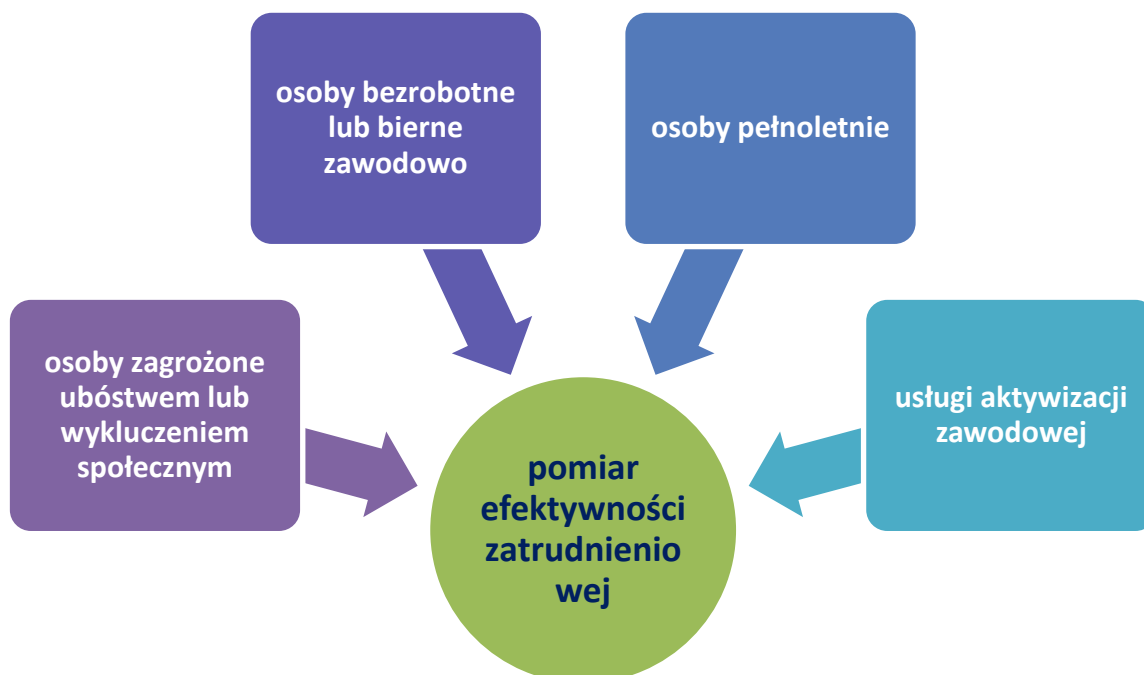 osoby bezrobotne
lub bierne
zawodowo
osoby pełnoletnie
osoby zagrożone
ubóstwem lub
wykluczeniem
społecznym
usługi aktywizacji
zawodowej
pomiar
efektywności
zatrudnienio
wej